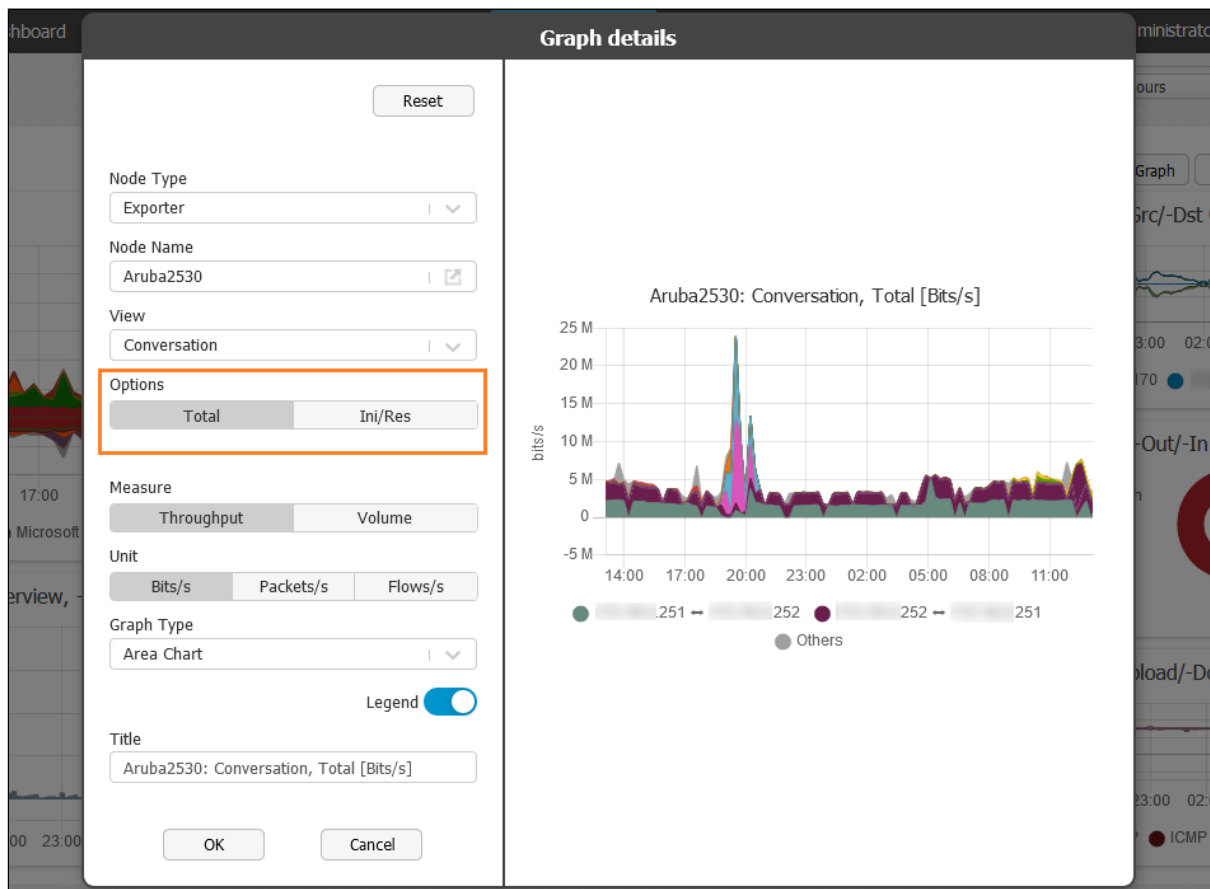 hboard
Graph details
ministrato
ours
Reset
Graph
Node Type
Exporter
Src/-Dst
Node Name
Aruba2530
View
Conversation
Options
Total Ini/Res
Measure
Throughput Volume
Unit
Bits/s Packets/s Flows/s
Graph Type
Area Chart
Legend
Title
Aruba2530: Conversation, Total [Bits/s]
OK Cancel
Aruba2530: Conversation, Total [Bits/s]
bits/s
25 M
20 M
15 M
10 M
5 M
0
-5 M
14:00 17:00 20:00 23:00 02:00 05:00 08:00 11:00
.251 ↔ 252 252 ↔ 251
Others
17:00
Microsoft
erview, -
00 23:00
3:00 02:0
170
-Out/-In
n
pload/-Do
23:00 02:
ICMP